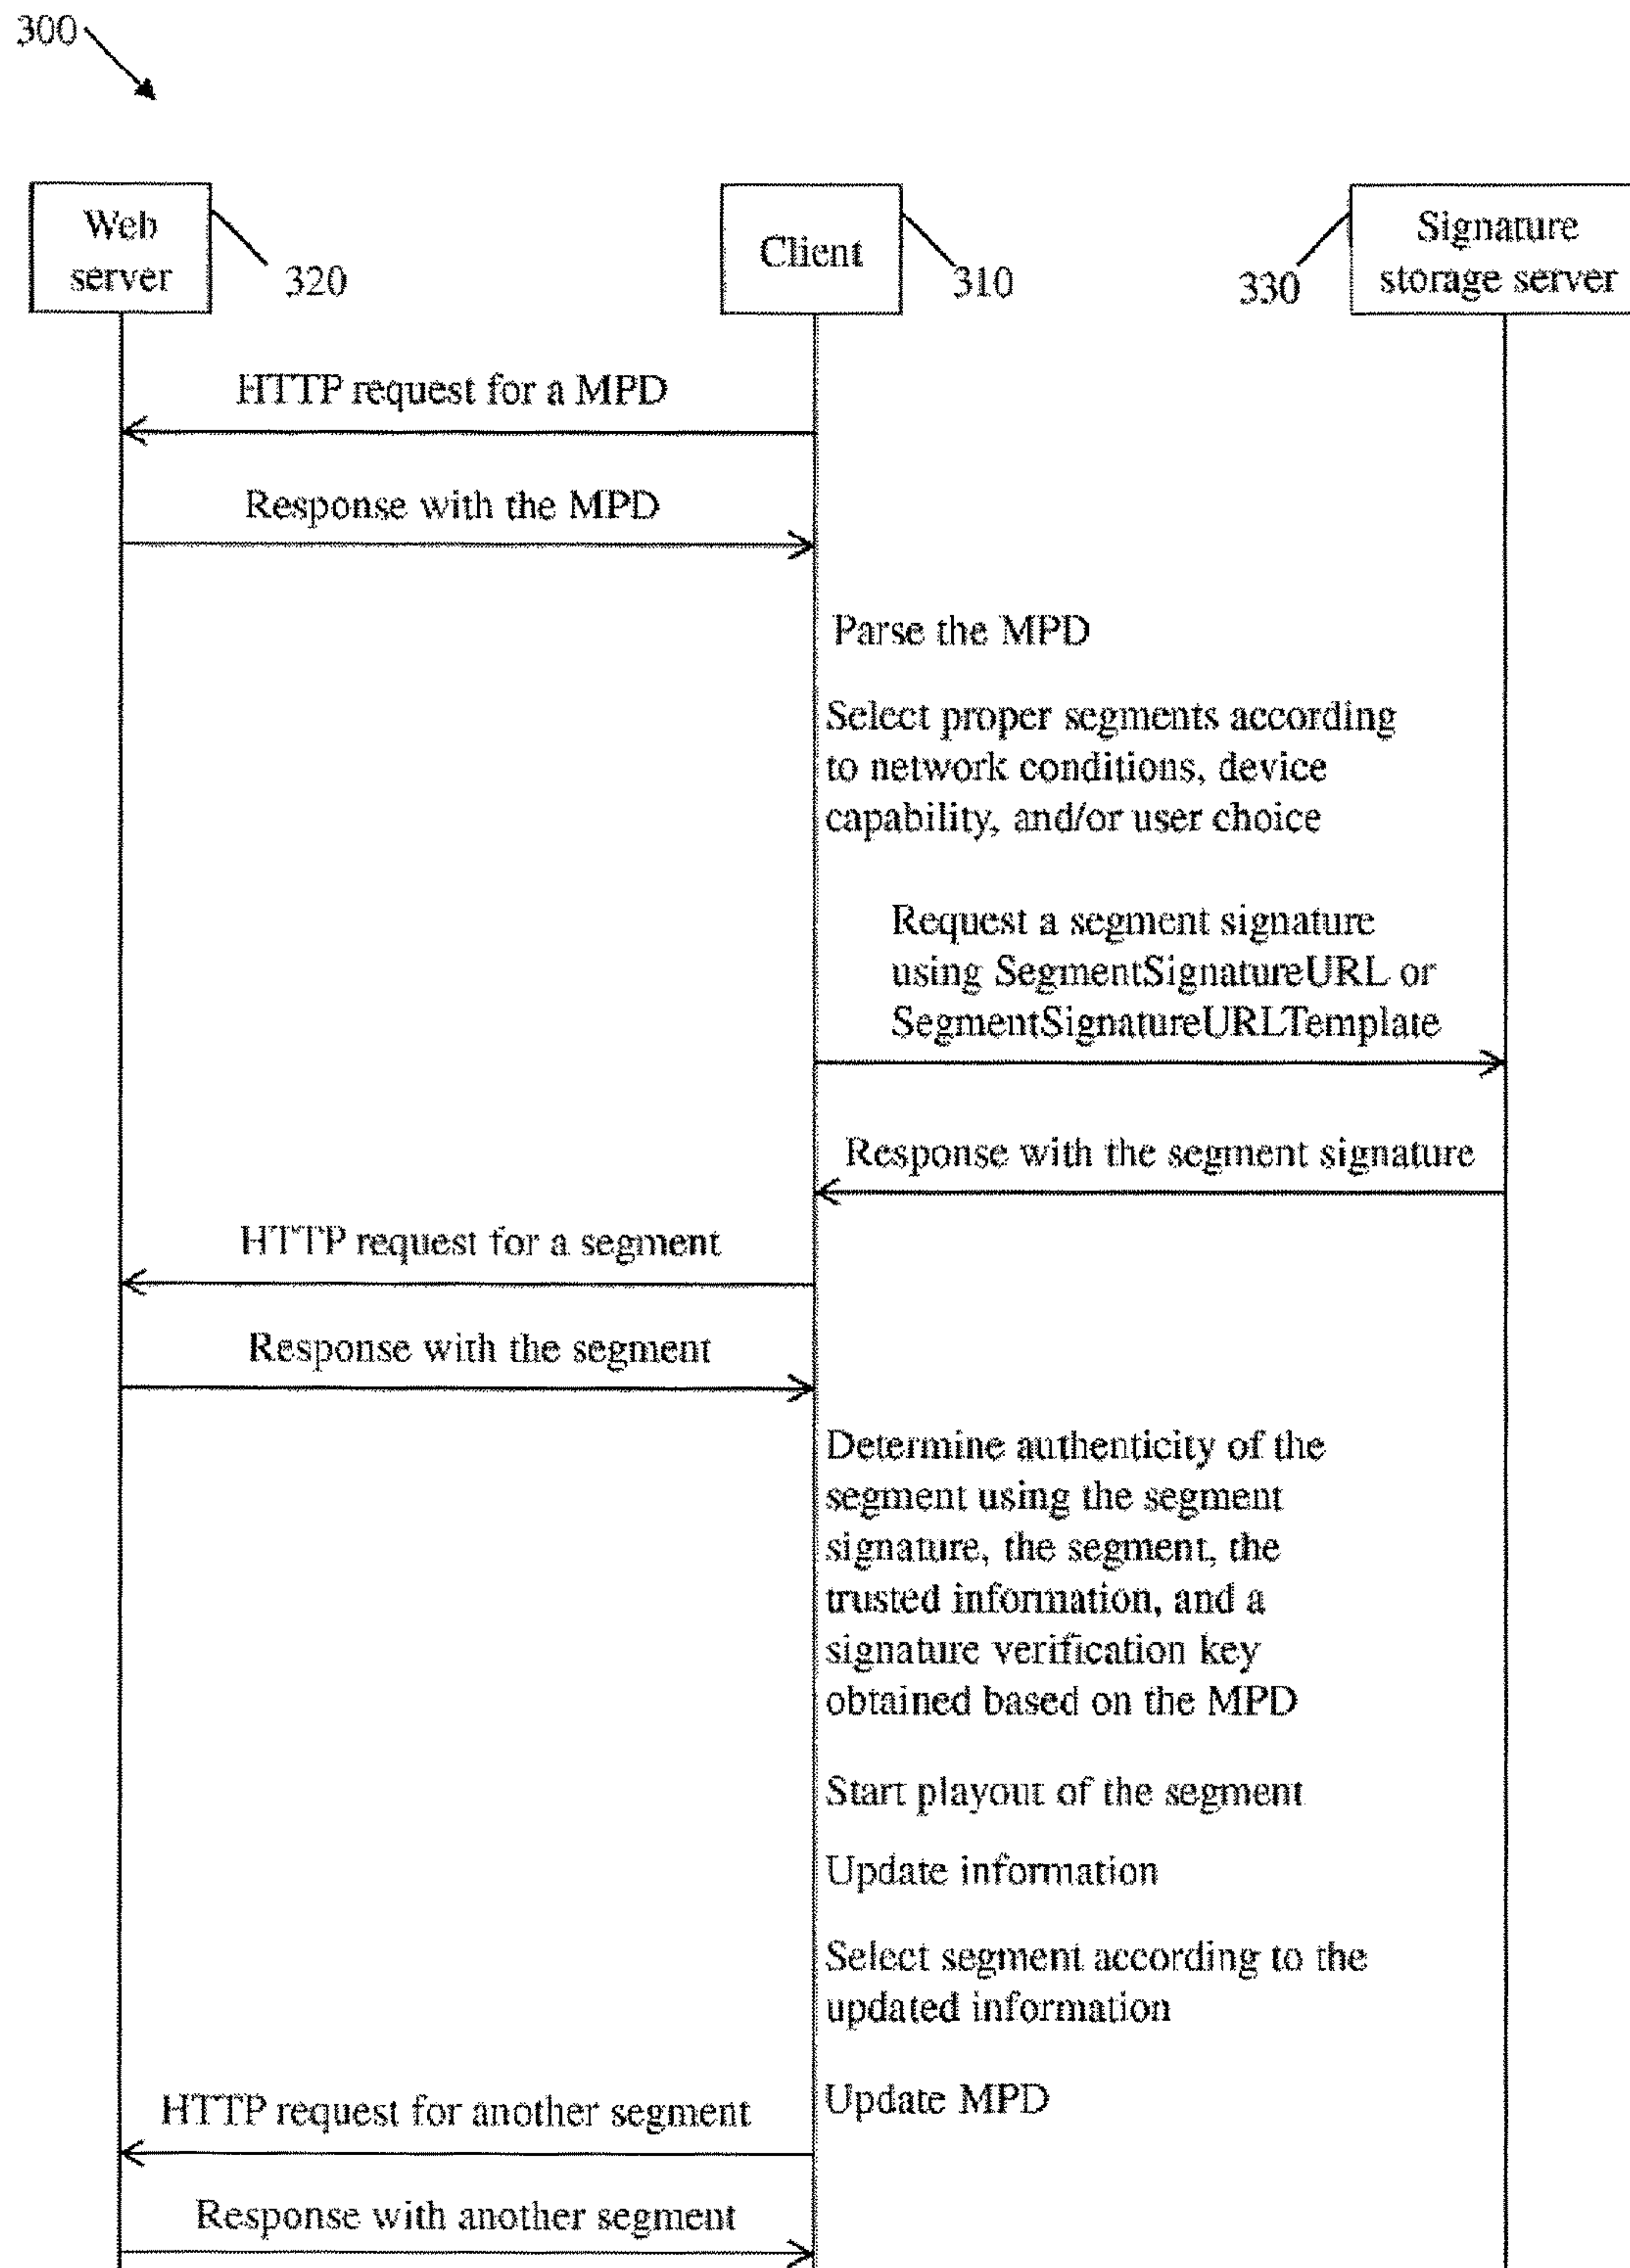 300
Web
server
320
Client
310
330
Signature
storage server
HTTP request for a MPD
Response with the MPD
Parse the MPD
Select proper segments according
to network conditions, device
capability, and/or user choice
Request a segment signature
using SegmentSignatureURL or
SegmentSignatureURLTemplate
Response with the segment signature
HTTP request for a segment
Response with the segment
Determine authenticity of the
segment using the segment
signature, the segment, the
trusted information, and a
signature verification key
obtained based on the MPD
Start playout of the segment
Update information
Select segment according to the
updated information
Update MPD
HTTP request for another segment
Response with another segment